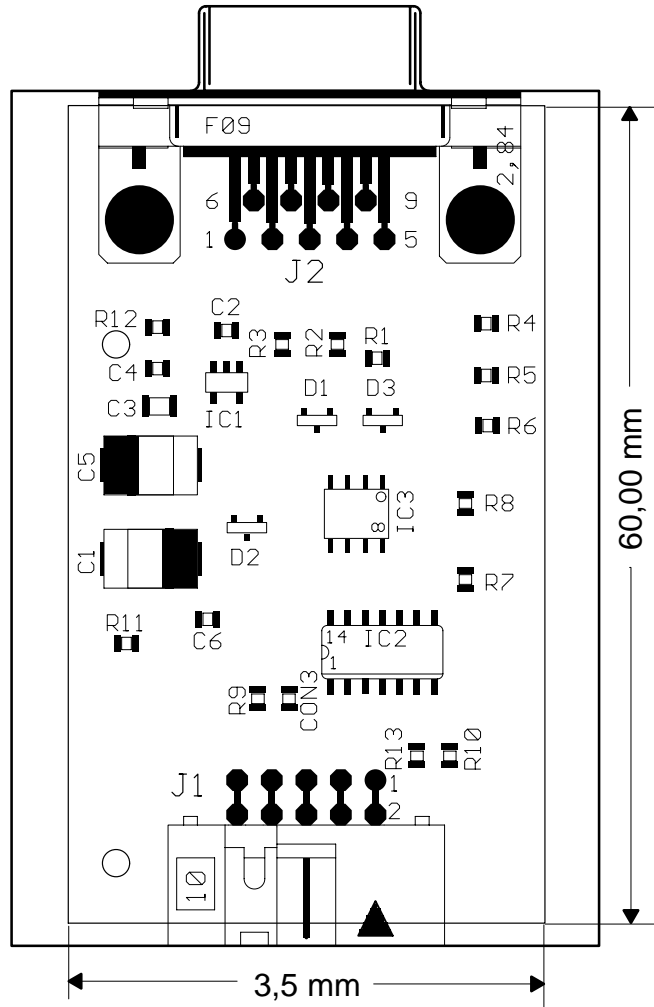 F09
2,84
6 9
1 5
J2
R12
C2
R3
R2
R1
R4
C4
R5
C3
IC1
D1
D3
R6
C5
IC3
8
R8
C1
D2
R7
60,00 mm
R11
C6
14 IC2
1
R9
CON3
R13
R10
J1
1
2
10
3,5 mm